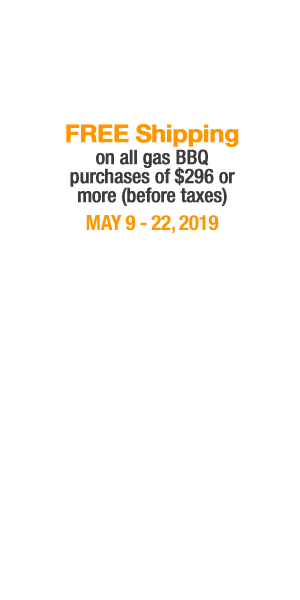 FREE Shipping
on all gas BBQ
purchases of $296 or
more (before taxes)
MAY 9 - 22, 2019